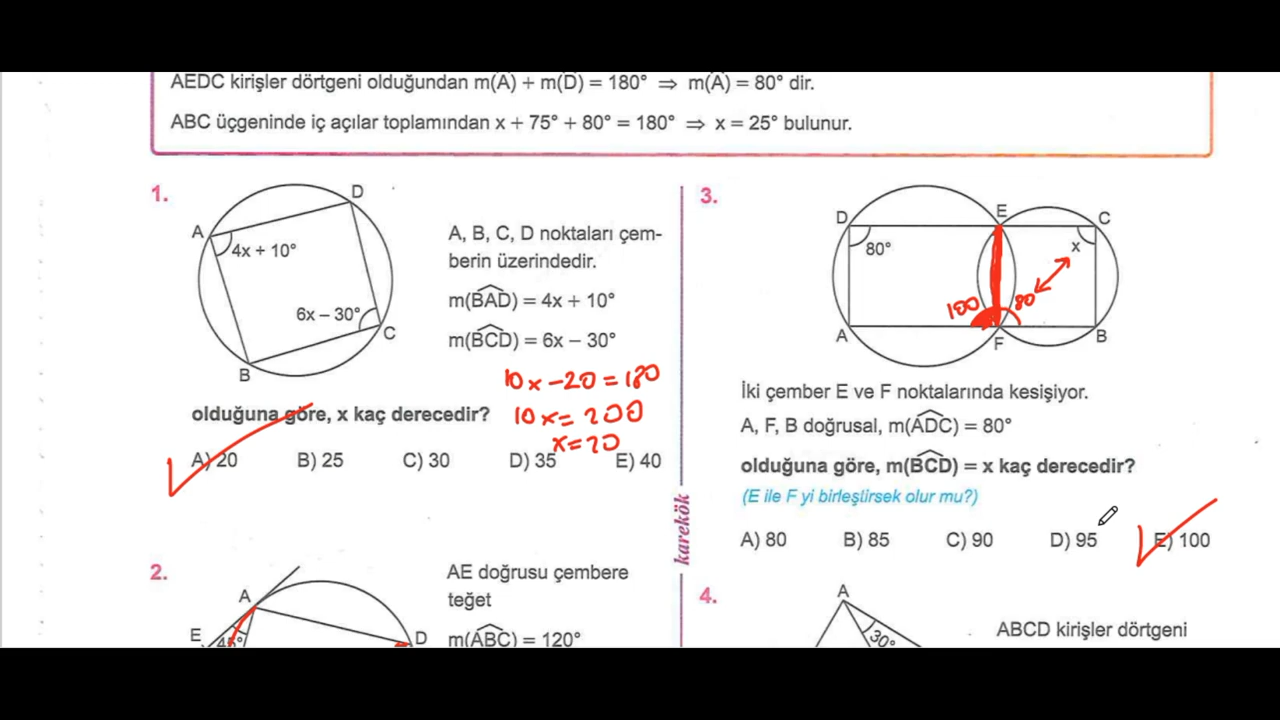 AEDC kirişler dörtgeni olduğundan m(A) + m(D) = 180° ⇒ m(A) = 80° dir.
ABC üçgeninde iç açılar toplamından x + 75° + 80° = 180° ⇒ x = 25° bulunur.
1.
D
A
4x + 10°
6x – 30°
C
B
A, B, C, D noktaları çem-
berin üzerindedir.
m(BAD) = 4x + 10°
m(BCD) = 6x – 30°
10x – 20 = 180
10x = 200
x = 20
olduğuna göre, x kaç derecedir?
A) 20 B) 25 C) 30 D) 35 E) 40
2.
A
E
45°
D
AE doğrusu çembere
teğet
m(ABC) = 120°
karekök
3.
D E C
80° x
100 80
A F B
İki çember E ve F noktalarında kesişiyor.
A, F, B doğrusal, m(ADC) = 80°
olduğuna göre, m(BCD) = x kaç derecedir?
(E ile F yi birleştirsek olur mu?)
A) 80 B) 85 C) 90 D) 95 E) 100
4.
A
30°
ABCD kirişler dörtgeni